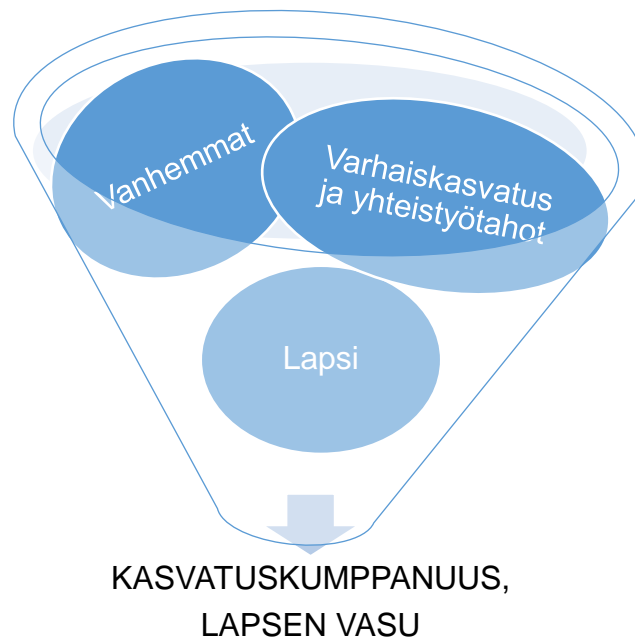 Vanhemmat
Varhaiskasvatus
ja yhteistyötahot
Lapsi
KASVATUSKUMPPANUUS,
LAPSEN VASU